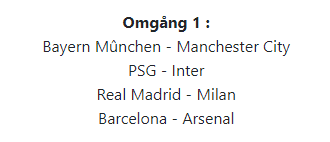 Omgång 1 :
Bayern Mûnchen - Manchester City
PSG - Inter
Real Madrid - Milan
Barcelona - Arsenal